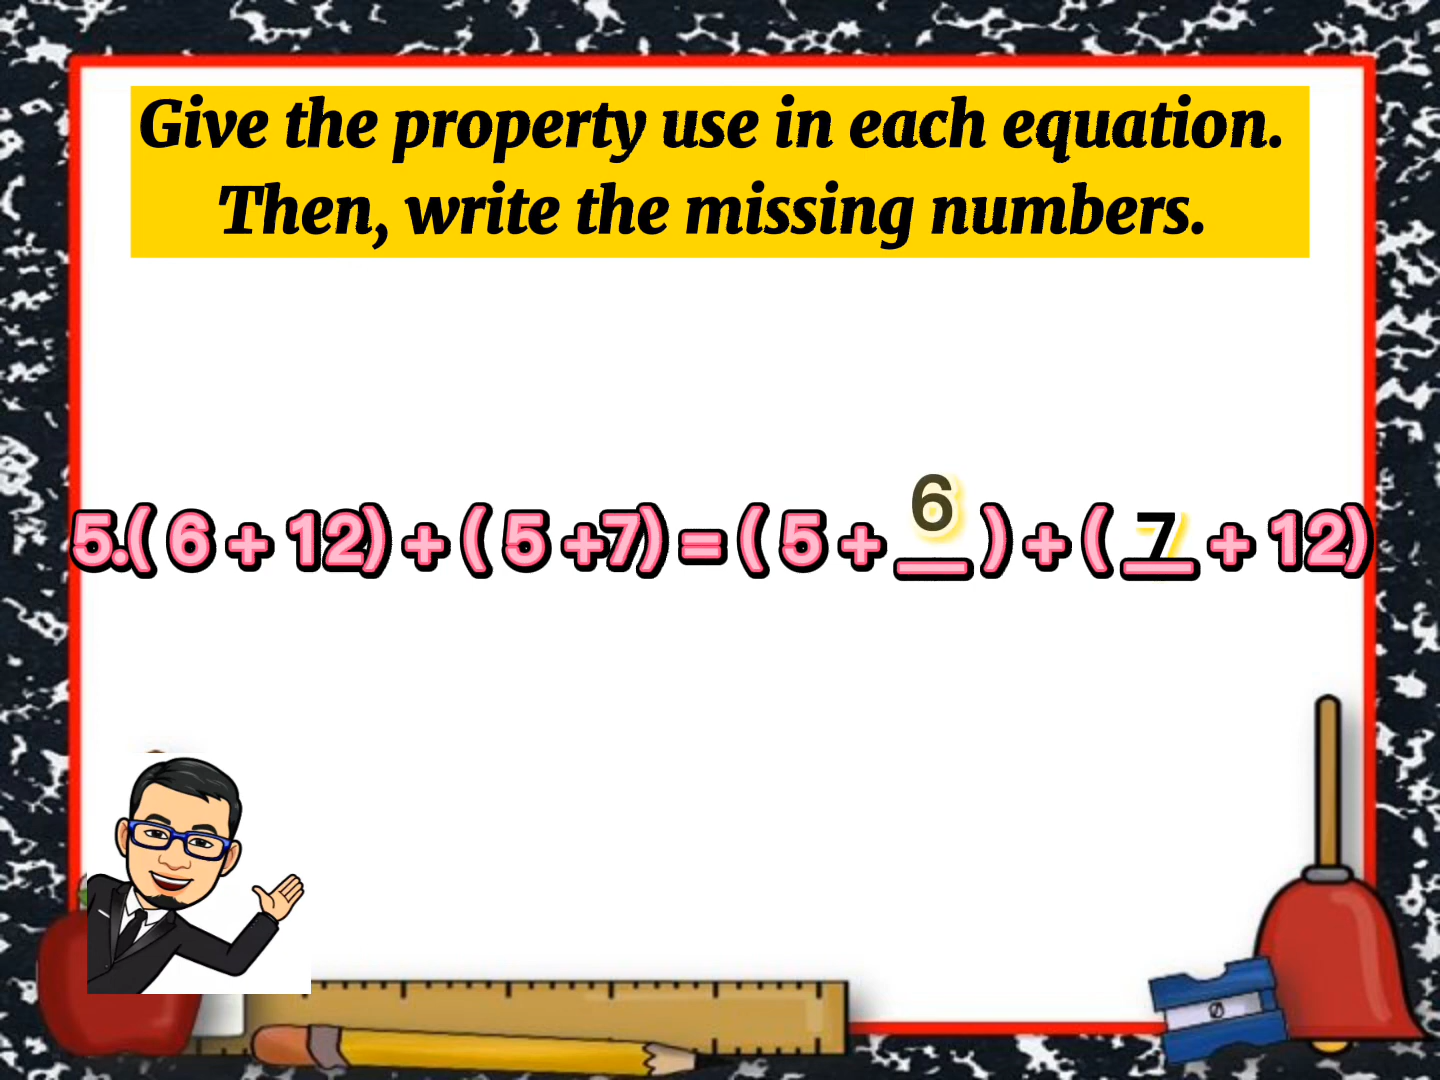 Give the property use in each equation.
Then, write the missing numbers.
5.( 6 + 12) + ( 5 +7) = ( 5 + 6 ) + ( 7 + 12)